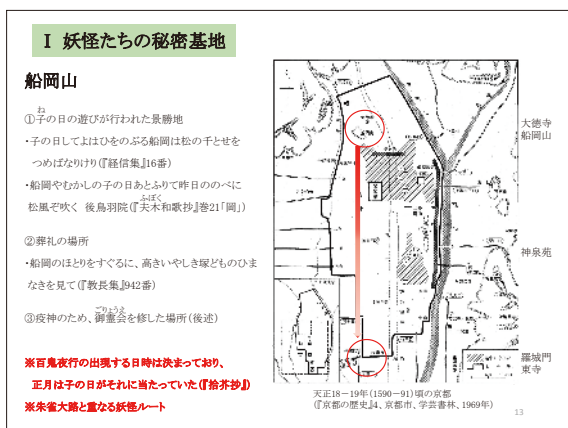 Ⅰ 妖怪たちの秘密基地
船岡山
ね
①子の日の遊びが行われた景勝地
・子の日してよはひをのぶる船岡は松の千とせを
つめばなりけり(『経信集』16番)
・船岡やむかしの子の日あとふりて昨日ののべに
ふぼく
松風ぞ吹く 後鳥羽院(『夫木和歌抄』巻21「岡」)
②葬礼の場所
・船岡のほとりをすぐるに、高きいやしき塚どものひま
なきを見て(『教長集』942番)
ごりょうえ
③疫神のため、御霊会を修した場所(後述)
※百鬼夜行の出現する日時は決まっており、
正月は子の日がそれに当たっていた(『拾芥抄』)
※朱雀大路と重なる妖怪ルート
大徳寺
船岡山
神泉苑
羅城門
東寺
天正18-19年(1590-91)頃の京都
(『京都の歴史』4、京都市、学芸書林、1969年)
13